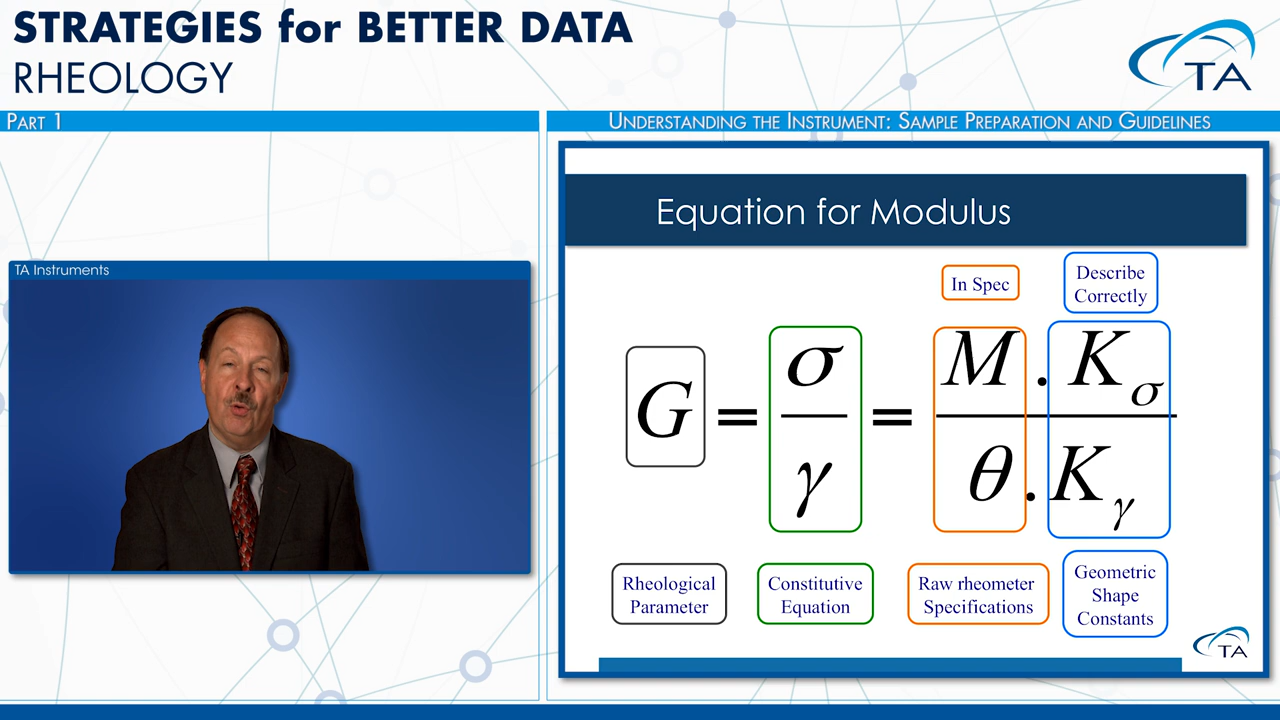 STRATEGIES for BETTER DATA
RHEOLOGY
TA
PART 1
UNDERSTANDING THE INSTRUMENT: SAMPLE PREPARATION AND GUIDELINES
TA Instruments
Equation for Modulus
In Spec
Describe
Correctly
G = σ / γ = M . Kσ / θ . Kγ
Rheological
Parameter
Constitutive
Equation
Raw rheometer
Specifications
Geometric
Shape
Constants
TA